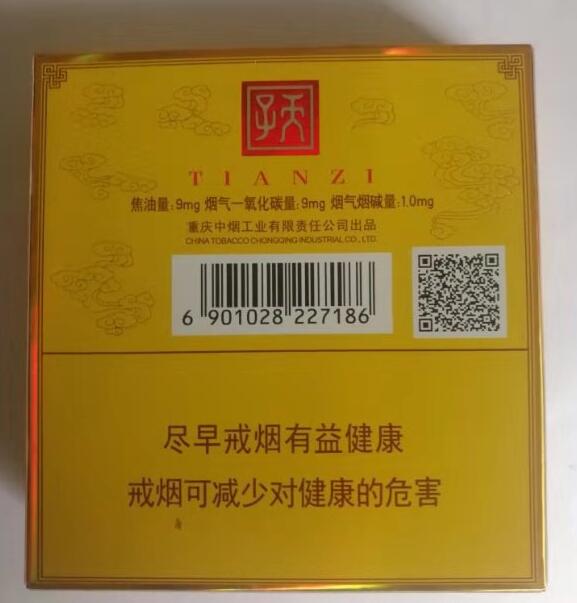 子天
TIANZI
焦油量:9mg 烟气一氧化碳量:9mg 烟气烟碱量:1.0mg
重庆中烟工业有限责任公司出品
CHINA TOBACCO CHONGQING INDUSTRIAL CO., LTD.
6 901028 227186
尽早戒烟有益健康
戒烟可减少对健康的危害